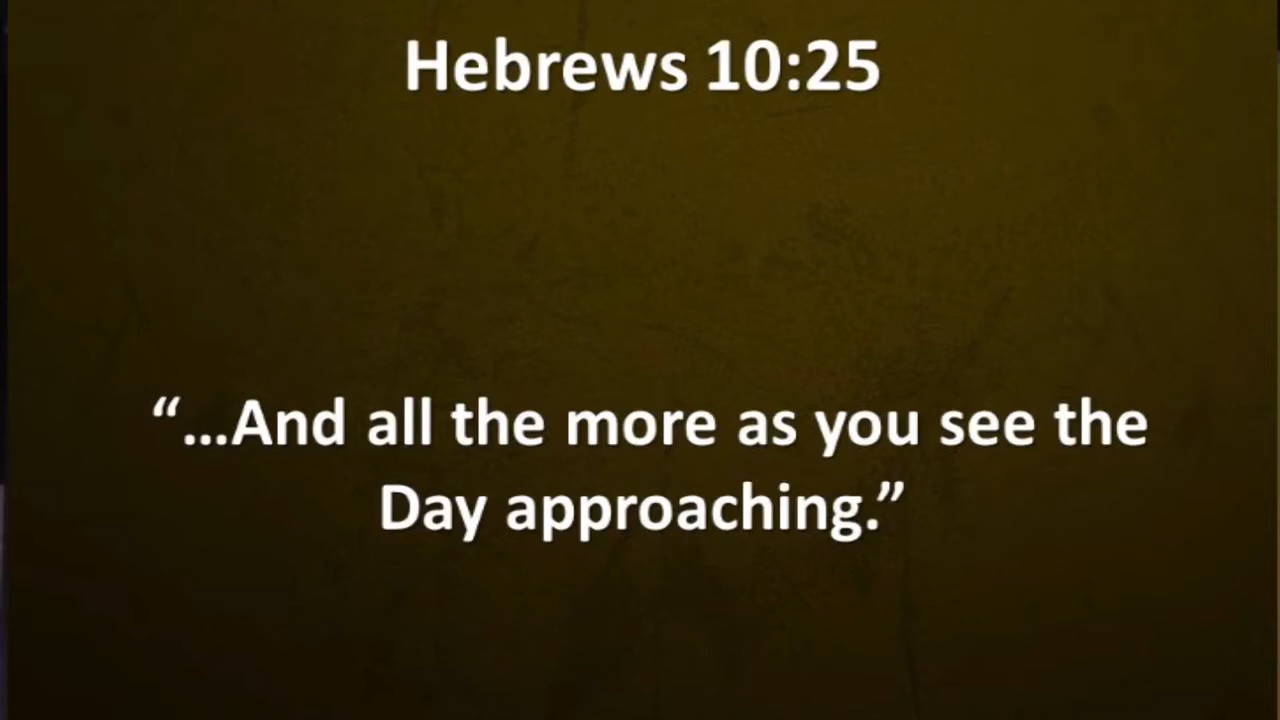 Hebrews 10:25
“…And all the more as you see the
Day approaching.”